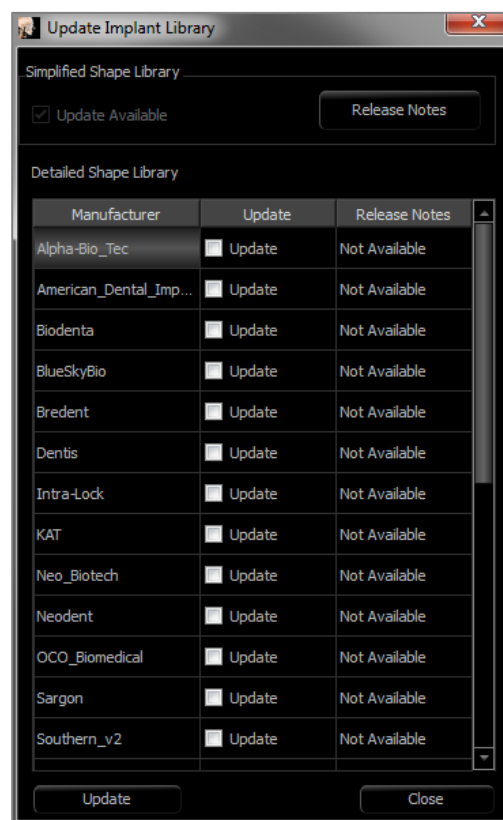 Update Implant Library
Simplified Shape Library
Update Available
Release Notes
Detailed Shape Library
Manufacturer Update Release Notes
Alpha-Bio_Tec Update Not Available
American_Dental_Imp... Update Not Available
Biodenta Update Not Available
BlueSkyBio Update Not Available
Bredent Update Not Available
Dentis Update Not Available
Intra-Lock Update Not Available
KAT Update Not Available
Neo_Biotech Update Not Available
Neodent Update Not Available
OCO_Biomedical Update Not Available
Sargon Update Not Available
Southern_v2 Update Not Available
Update Close